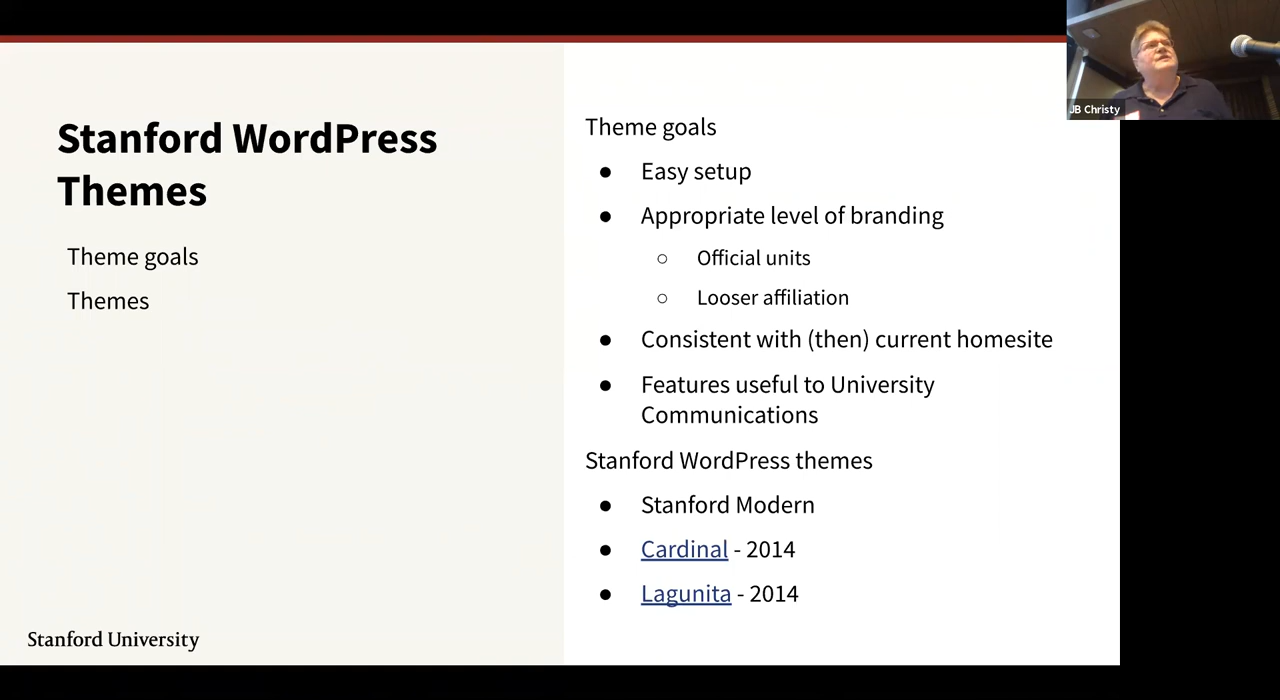 Stanford WordPress
Themes
Theme goals
Themes
Stanford University
Theme goals
● Easy setup
● Appropriate level of branding
○ Official units
○ Looser affiliation
● Consistent with (then) current homesite
● Features useful to University
Communications
Stanford WordPress themes
● Stanford Modern
● Cardinal - 2014
● Lagunita - 2014
JB Christy